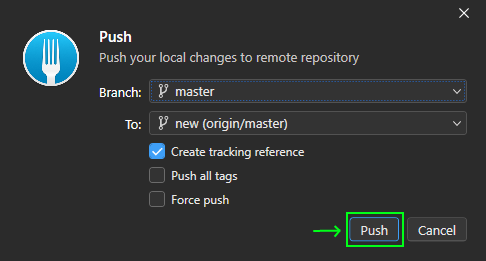 Push
Push your local changes to remote repository
Branch: master
To: new (origin/master)
Create tracking reference
Push all tags
Force push
Push Cancel